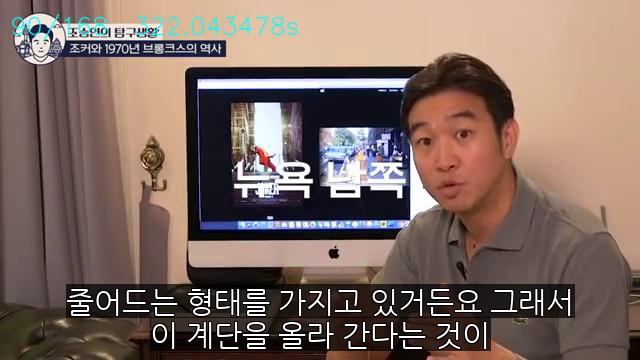 90/168, 322.043478s
조승연의 탐구생활
조커와 1970년 브롱크스의 역사
뉴욕 남쪽
줄어드는 형태를 가지고 있거든요 그래서
이 계단을 올라 간다는 것이